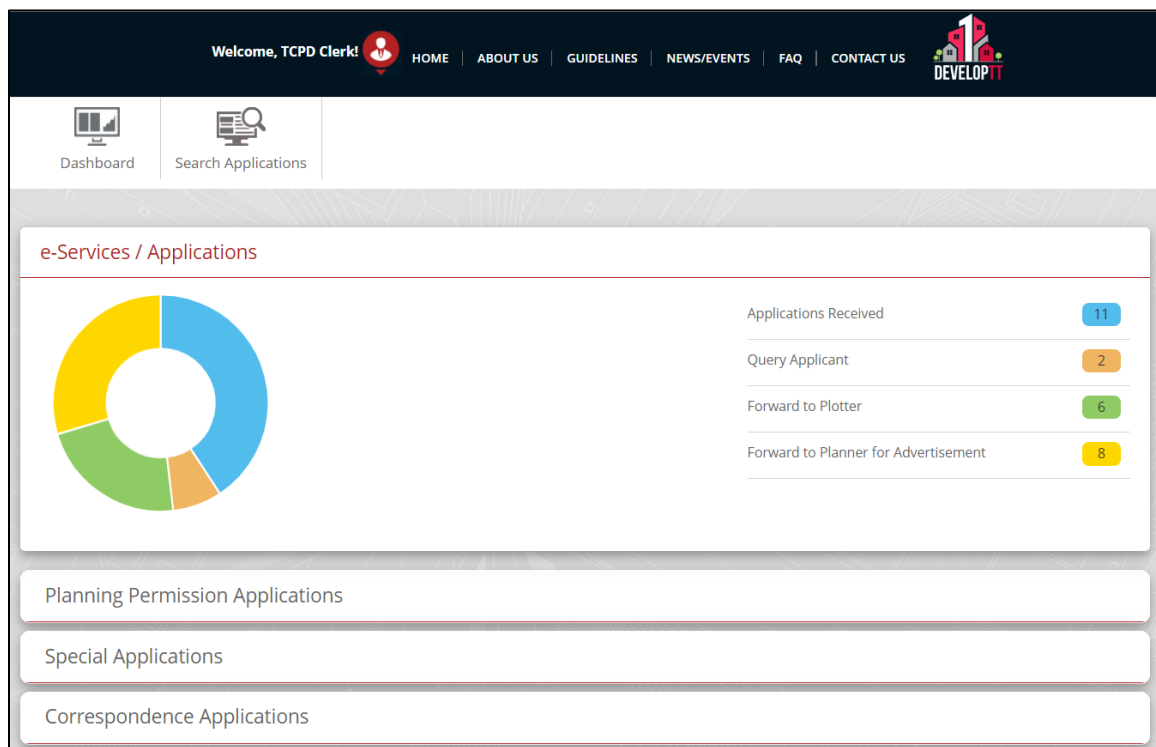 Welcome, TCPD Clerk!
HOME
ABOUT US
GUIDELINES
NEWS/EVENTS
FAQ
CONTACT US
DEVELOPTT
Dashboard
Search Applications
e-Services / Applications
Applications Received
11
Query Applicant
2
Forward to Plotter
6
Forward to Planner for Advertisement
8
Planning Permission Applications
Special Applications
Correspondence Applications